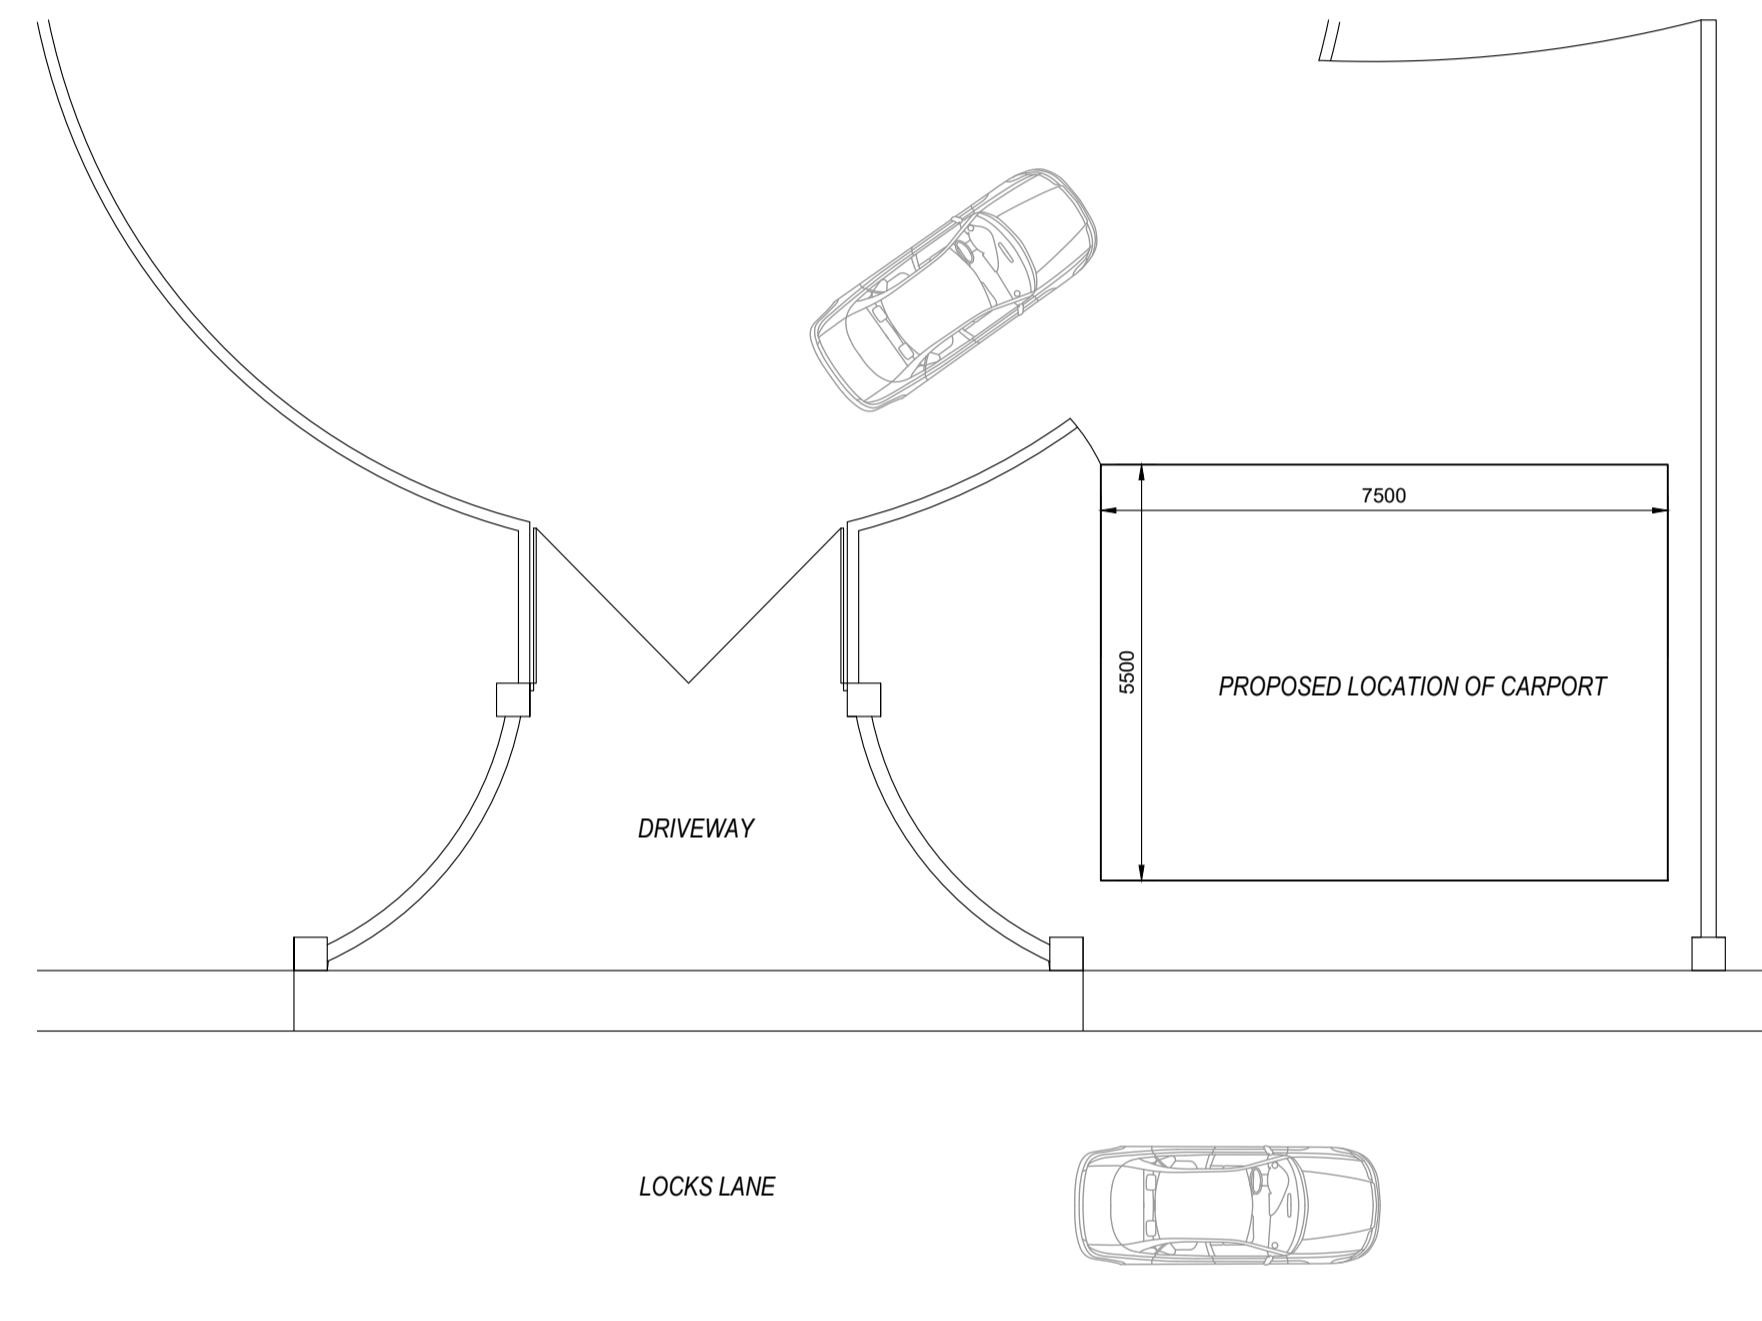 7500
5500
PROPOSED LOCATION OF CARPORT
DRIVEWAY
LOCKS LANE